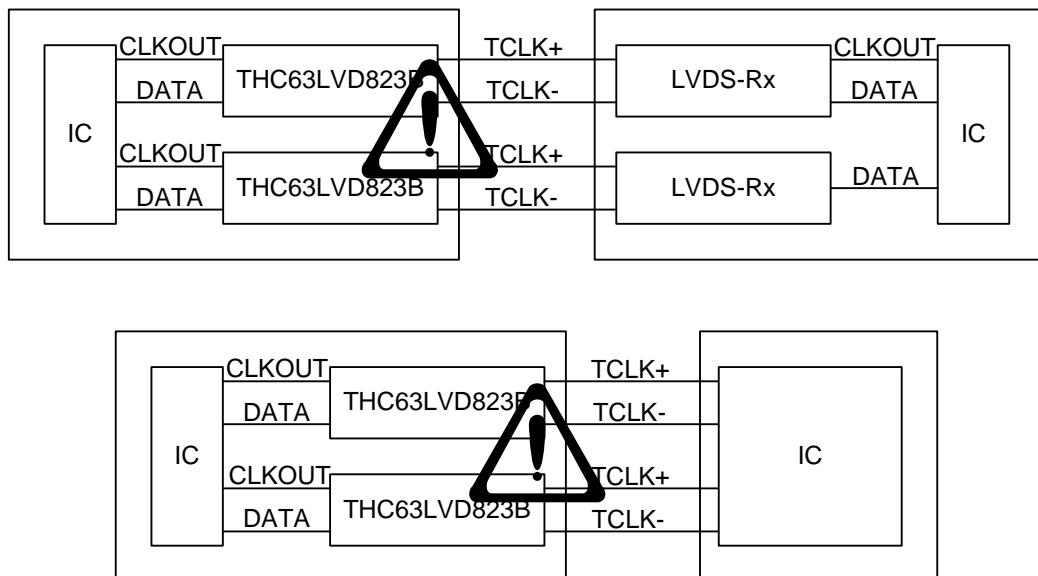 CLKOUT TCLK+ CLKOUT
THC63LVD823B LVDS-Rx
DATA TCLK- DATA
IC IC
CLKOUT TCLK+
THC63LVD823B LVDS-Rx DATA
DATA TCLK-
CLKOUT TCLK+
THC63LVD823B
DATA TCLK-
IC IC
CLKOUT TCLK+
THC63LVD823B
DATA TCLK-